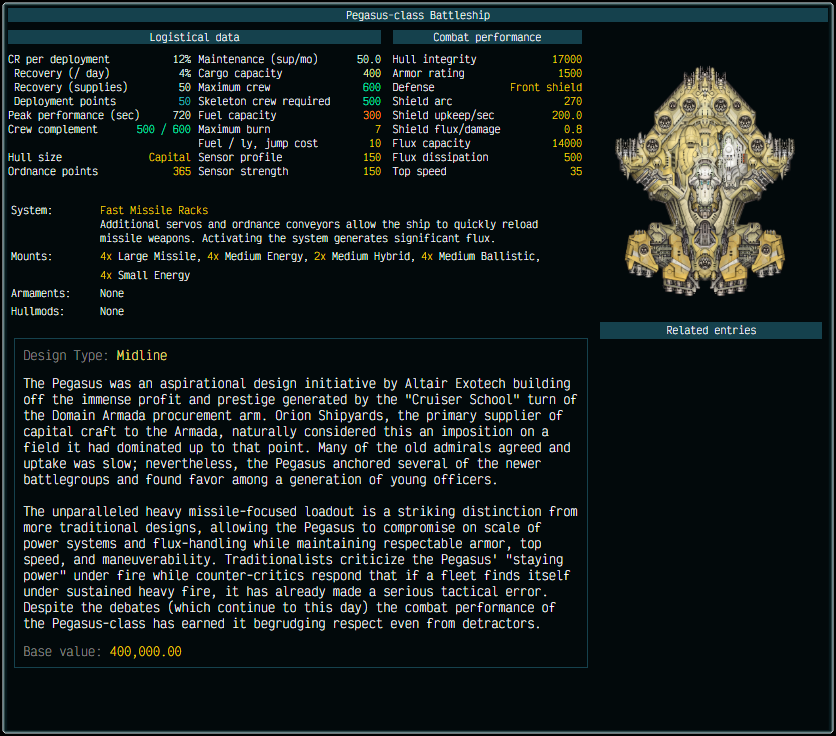 Pegasus-class Battleship
Logistical data
Combat performance
CR per deployment 12% Maintenance (sup/mo) 50.0 Hull integrity 17000
Recovery (/ day) 4% Cargo capacity 400 Armor rating 1500
Recovery (supplies) 50 Maximum crew 600 Defense Front shield
Deployment points 50 Skeleton crew required 500 Shield arc 270
Peak performance (sec) 720 Fuel capacity 300 Shield upkeep/sec 200.0
Crew complement 500 / 600 Maximum burn 7 Shield flux/damage 0.8
Fuel / ly, jump cost 10 Flux capacity 14000
Hull size Capital Sensor profile 150 Flux dissipation 500
Ordnance points 365 Sensor strength 150 Top speed 35
System: Fast Missile Racks
Additional servos and ordnance conveyors allow the ship to quickly reload
missile weapons. Activating the system generates significant flux.
Mounts: 4x Large Missile, 4x Medium Energy, 2x Medium Hybrid, 4x Medium Ballistic,
4x Small Energy
Armaments: None
Hullmods: None
Related entries
Design Type: Midline
The Pegasus was an aspirational design initiative by Altair Exotech building
off the immense profit and prestige generated by the "Cruiser School" turn of
the Domain Armada procurement arm. Orion Shipyards, the primary supplier of
capital craft to the Armada, naturally considered this an imposition on a
field it had dominated up to that point. Many of the old admirals agreed and
uptake was slow; nevertheless, the Pegasus anchored several of the newer
battlegroups and found favor among a generation of young officers.
The unparalleled heavy missile-focused loadout is a striking distinction from
more traditional designs, allowing the Pegasus to compromise on scale of
power systems and flux-handling while maintaining respectable armor, top
speed, and maneuverability. Traditionalists criticize the Pegasus' "staying
power" under fire while counter-critics respond that if a fleet finds itself
under sustained heavy fire, it has already made a serious tactical error.
Despite the debates (which continue to this day) the combat performance of
the Pegasus-class has earned it begrudging respect even from detractors.
Base value: 400,000.00